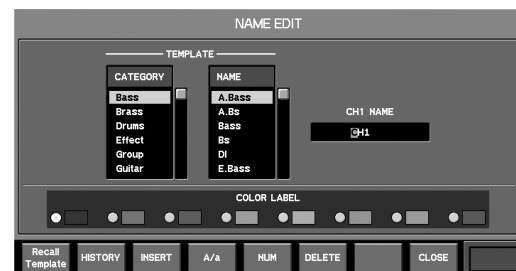 NAME EDIT
TEMPLATE
CATEGORY
NAME
Bass
Brass
Drums
Effect
Group
Guitar
A.Bass
A.Bs
Bass
Bs
DI
E.Bass
CH1 NAME
CH1
COLOR LABEL
Recall
Template
HISTORY
INSERT
A/a
NUM
DELETE
CLOSE